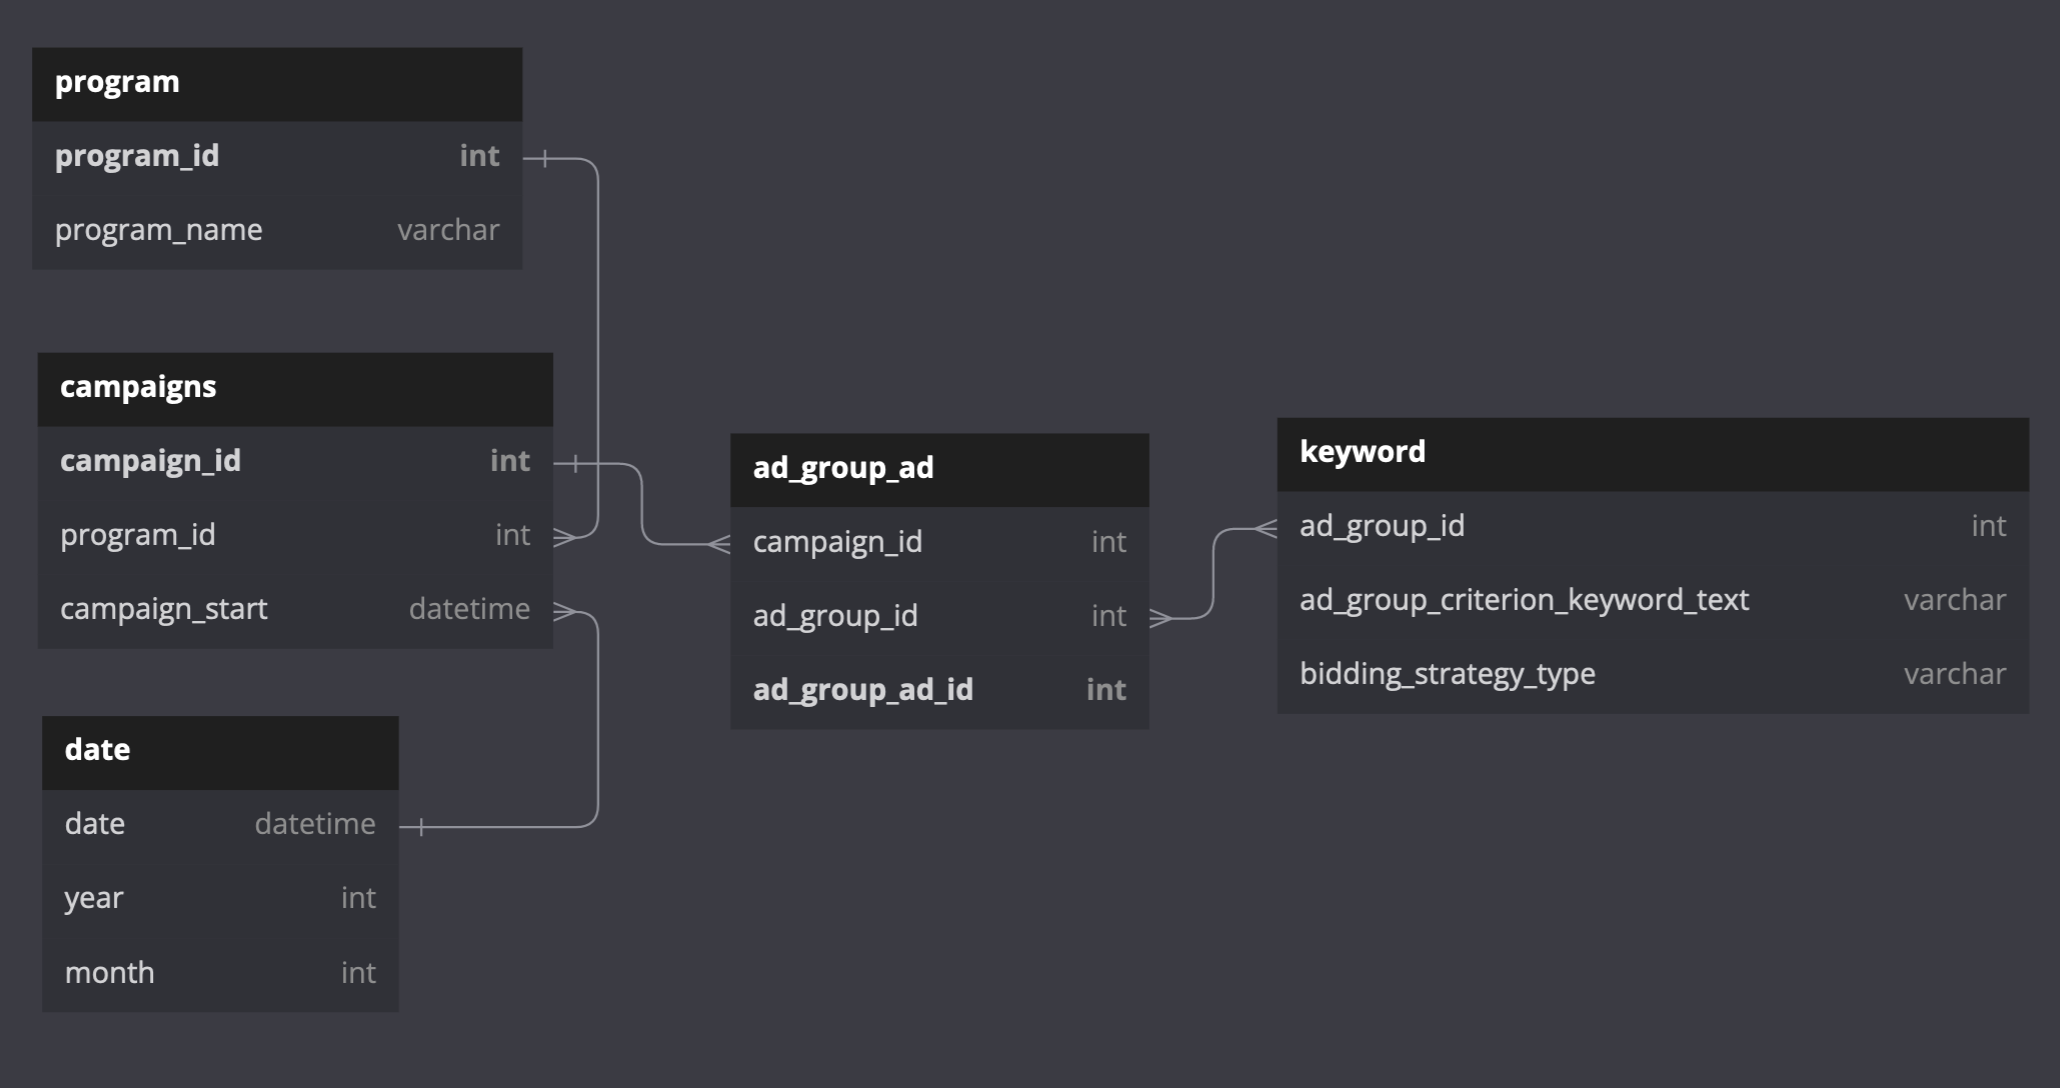 program
program_id int
program_name varchar
campaigns
campaign_id int
program_id int
campaign_start datetime
date
date datetime
year int
month int
ad_group_ad
campaign_id int
ad_group_id int
ad_group_ad_id int
keyword
ad_group_id int
ad_group_criterion_keyword_text varchar
bidding_strategy_type varchar